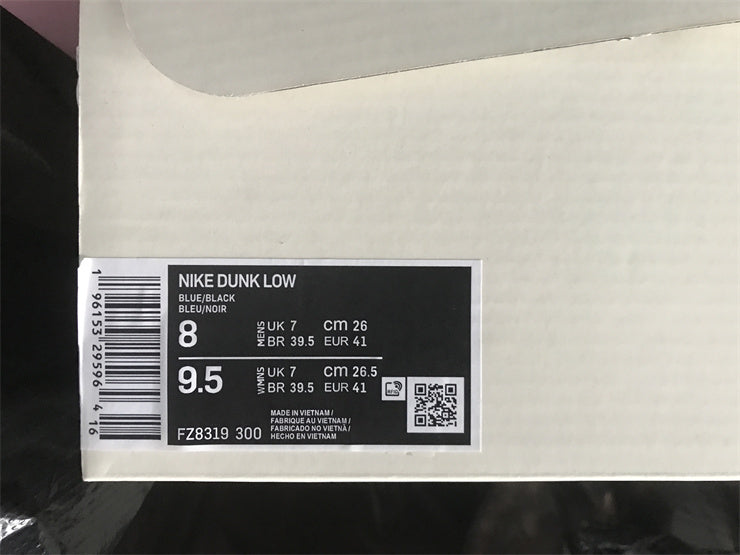 NIKE DUNK LOW
BLUE/BLACK
BLEU/NOIR
8 MENS UK 7 cm 26
BR 39.5 EUR 41
9.5 WMNS UK 7 cm 26.5
BR 39.5 EUR 41
RFID
MADE IN VIETNAM /
FABRIQUE AU VIETNAM /
FABRICADO NO VIETNÃ /
HECHO EN VIETNAM
FZ8319 300
1 96153 29596 4 16